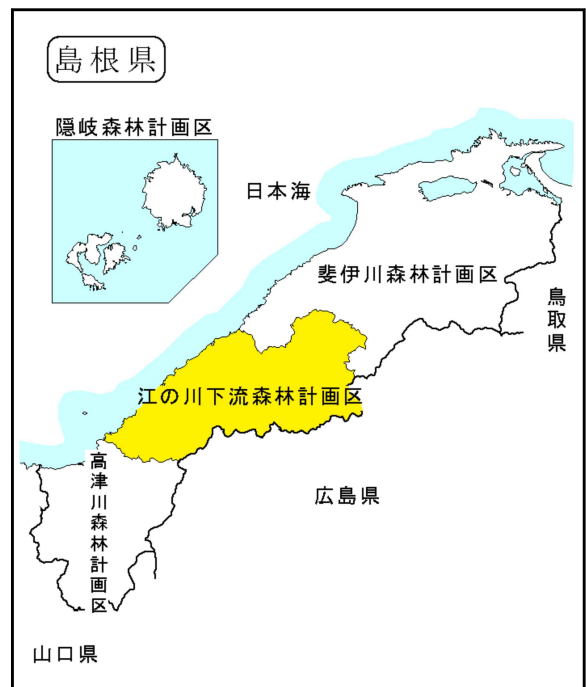 島根県
隠岐森林計画区
日本海
斐伊川森林計画区
鳥取県
江の川下流森林計画区
高津川森林計画区
広島県
山口県